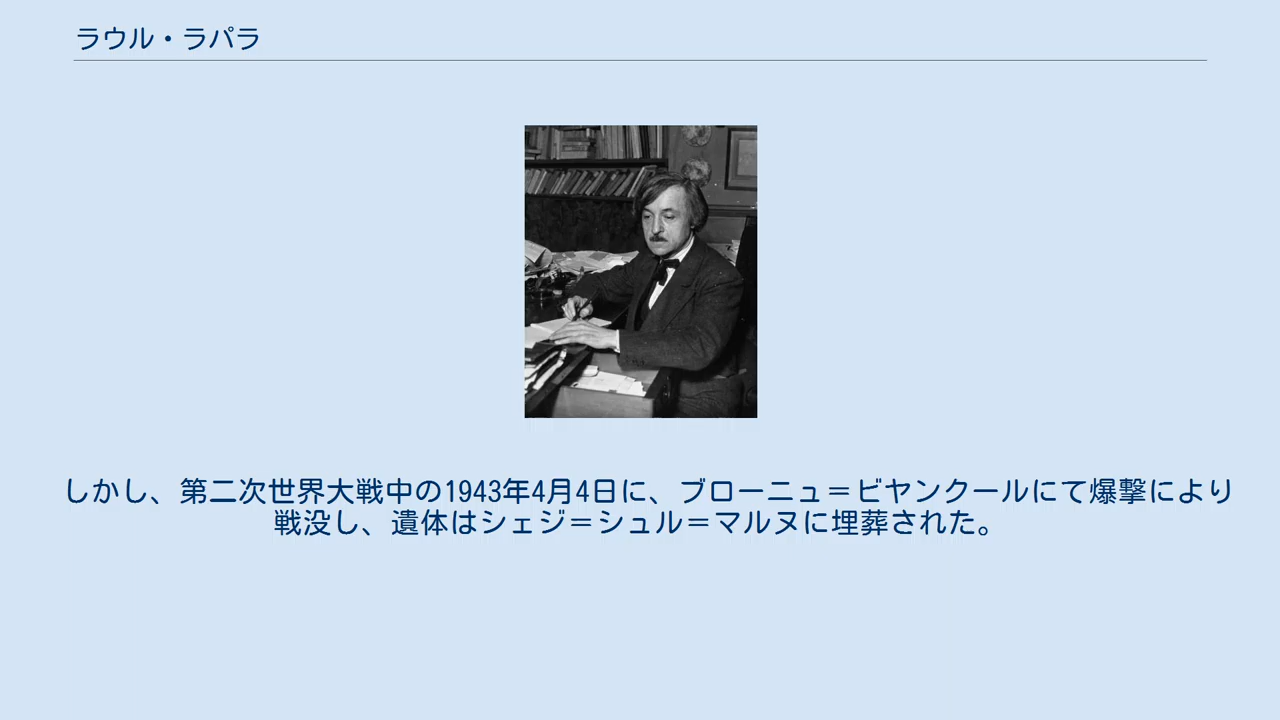 ラウル・ラパラ
しかし、第二次世界大戦中の1943年4月4日に、ブローニュ＝ビヤンクールにて爆撃により
戦没し、遺体はシェジ＝シュル＝マルヌに埋葬された。